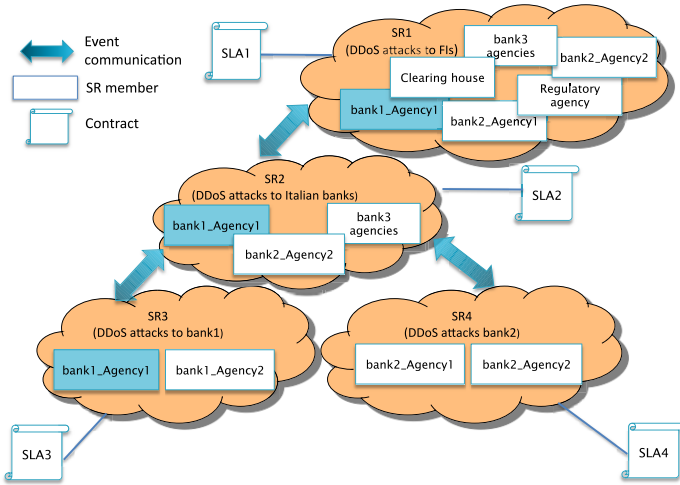 Event
communication
SR member
Contract
SLA1
SR1
(DDoS attacks to FIs)
bank3
agencies
bank2_Agency2
Clearing house
Regulatory
agency
bank1_Agency1
bank2_Agency1
SR2
(DDoS attacks to Italian banks)
bank1_Agency1
bank3
agencies
bank2_Agency2
SLA2
SR3
(DDoS attacks to bank1)
bank1_Agency1
bank1_Agency2
SR4
(DDoS attacks bank2)
bank2_Agency1
bank2_Agency2
SLA3
SLA4